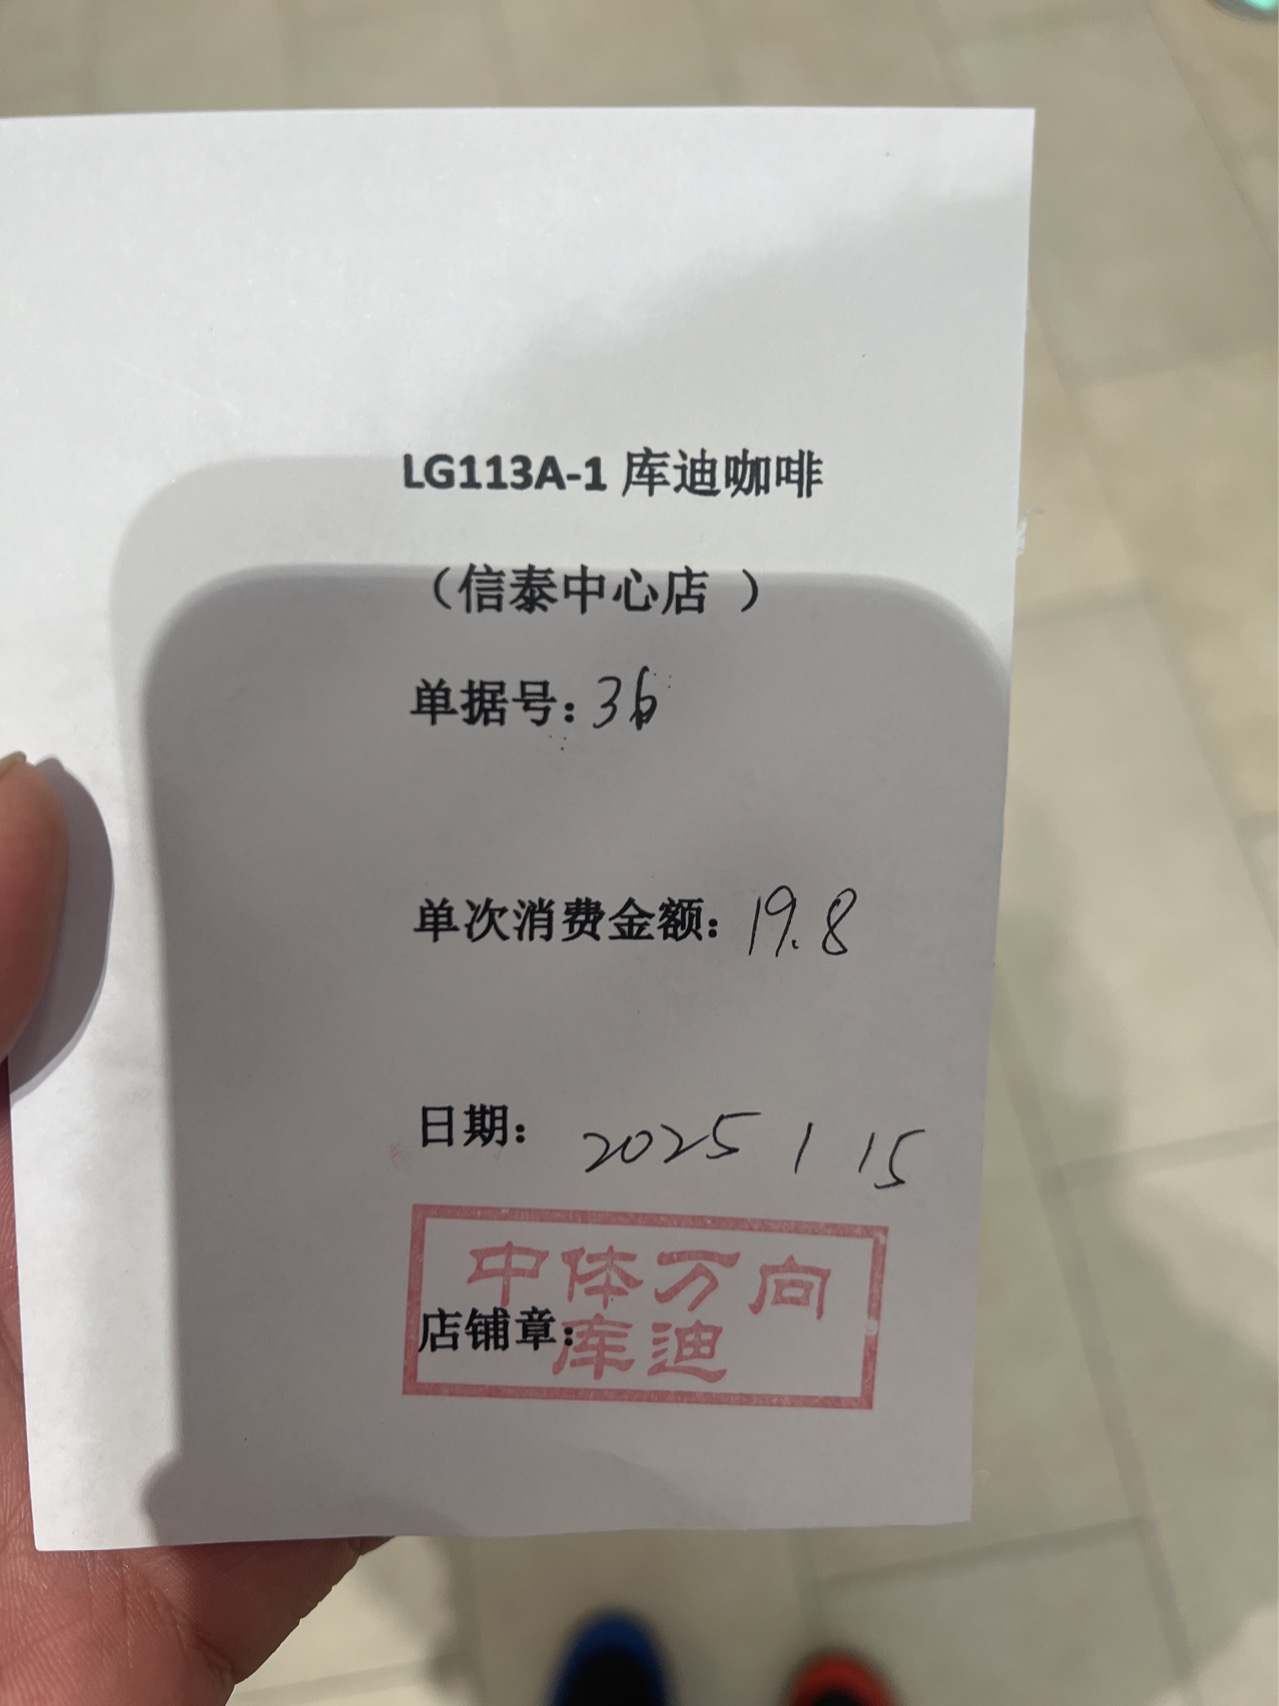 LG113A-1 库迪咖啡
（信泰中心店 ）
单据号：36
单次消费金额：19.8
日期： 2025 1 15
中体万向
库迪
店铺章：